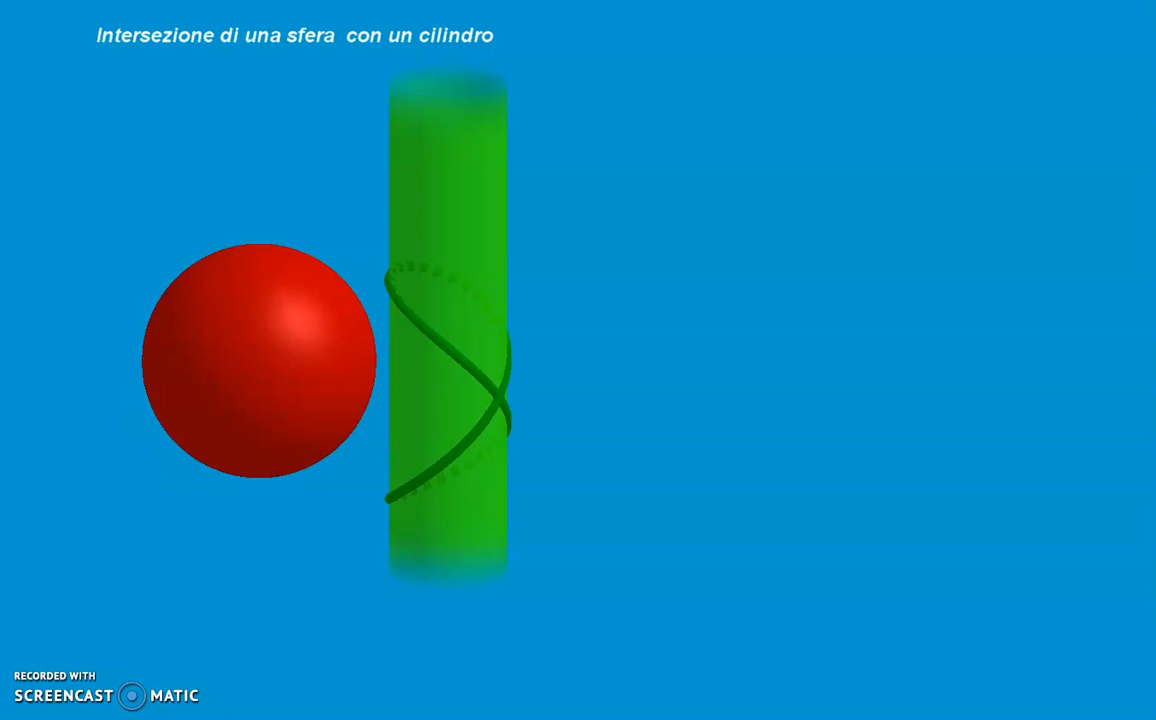 Intersezione di una sfera con un cilindro
RECORDED WITH
SCREENCAST MATIC